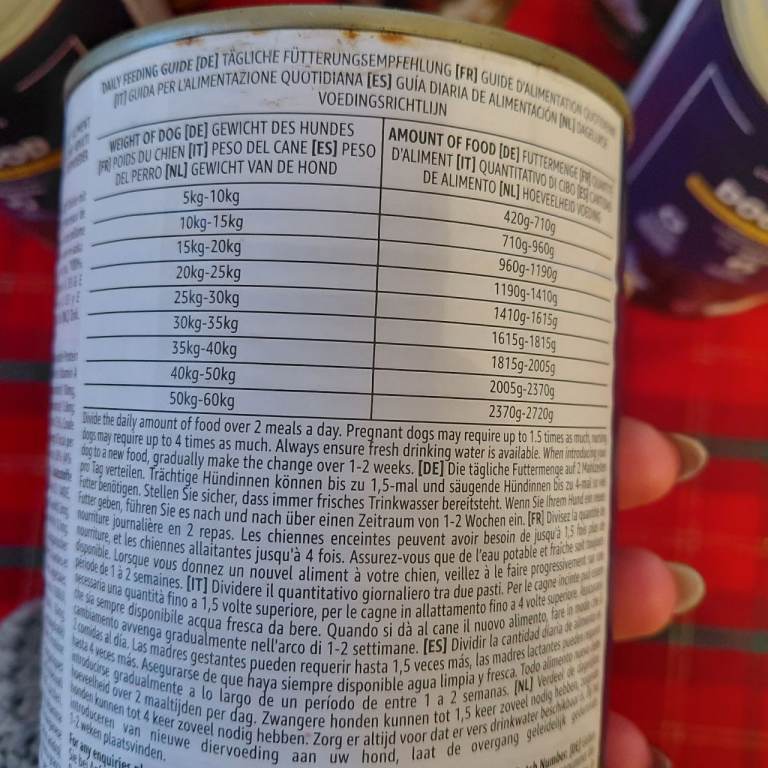 DAILY FEEDING GUIDE [DE] TÄGLICHE FÜTTERUNGSEMPFEHLUNG [FR] GUIDE D'ALIMENTATION
[IT] GUIDA PER L'ALIMENTAZIONE QUOTIDIANA [ES] GUÍA DIARIA DE ALIMENTACIÓN [NL]
VOEDINGSRICHTLIJN
WEIGHT OF DOG [DE] GEWICHT DES HUNDES
[FR] POIDS DU CHIEN [IT] PESO DEL CANE [ES] PESO
DEL PERRO [NL] GEWICHT VAN DE HOND
AMOUNT OF FOOD [DE] FUTTERMENGE [FR]
D'ALIMENT [IT] QUANTITATIVO DI CIBO [ES]
DE ALIMENTO [NL] HOEVEELHEID VOEDING
5kg-10kg 420g-710g
10kg-15kg 710g-960g
15kg-20kg 960g-1190g
20kg-25kg 1190g-1410g
25kg-30kg 1410g-1615g
30kg-35kg 1615g-1815g
35kg-40kg 1815g-2005g
40kg-50kg 2005g-2370g
50kg-60kg 2370g-2720g
Divide the daily amount of food over 2 meals a day. Pregnant dogs may require up to 1.5 times as much, nursing
dogs may require up to 4 times as much. Always ensure fresh drinking water is available. When introducing your
dog to a new food, gradually make the change over 1-2 weeks. [DE] Die tägliche Futtermenge auf 2 Mahlzeiten
pro Tag verteilen. Trächtige Hündinnen können bis zu 1,5-mal und säugende Hündinnen bis zu 4-mal so viel
Futter benötigen. Stellen Sie sicher, dass immer frisches Trinkwasser bereitsteht. Wenn Sie Ihrem Hund ein neues
Futter geben, führen Sie es nach und nach über einen Zeitraum von 1-2 Wochen ein. [FR] Divisez la quantité de
nourriture journalière en 2 repas. Les chiennes enceintes peuvent avoir besoin de jusqu'à 1,5 fois plus de
nourriture, et les chiennes allaitantes jusqu'à 4 fois. Assurez-vous que de l'eau potable et fraîche soit
disponible. Lorsque vous donnez un nouvel aliment à votre chien, veillez à le faire progressivement sur une
période de 1 à 2 semaines. [IT] Dividere il quantitativo giornaliero tra due pasti. Per le cagne incinte può essere
necessaria una quantità fino a 1,5 volte superiore, per le cagne in allattamento fino a 4 volte superiore.
che sia sempre disponibile acqua fresca da bere. Quando si dà al cane il nuovo alimento, fare in modo che il
cambiamento avvenga gradualmente nell'arco di 1-2 settimane. [ES] Dividir la cantidad diaria de alimento en
2 comidas al día. Las madres gestantes pueden requerir hasta 1,5 veces más, las madres lactantes pueden
hasta 4 veces más. Asegurarse de que haya siempre disponible agua limpia y fresca. Todo alimento nuevo
introducirse gradualmente a lo largo de un período de entre 1 a 2 semanas. [NL] Verdeel de dagelijkse
hoeveelheid over 2 maaltijden per dag. Zwangere honden kunnen tot 1,5 keer zoveel nodig hebben,
honden kunnen tot 4 keer zoveel nodig hebben. Zorg er altijd voor dat er vers drinkwater beschikbaar is.
introduceren van nieuwe diervoeding aan uw hond, laat de overgang geleidelijk
1-2 weken plaatsvinden.
For any enquiries